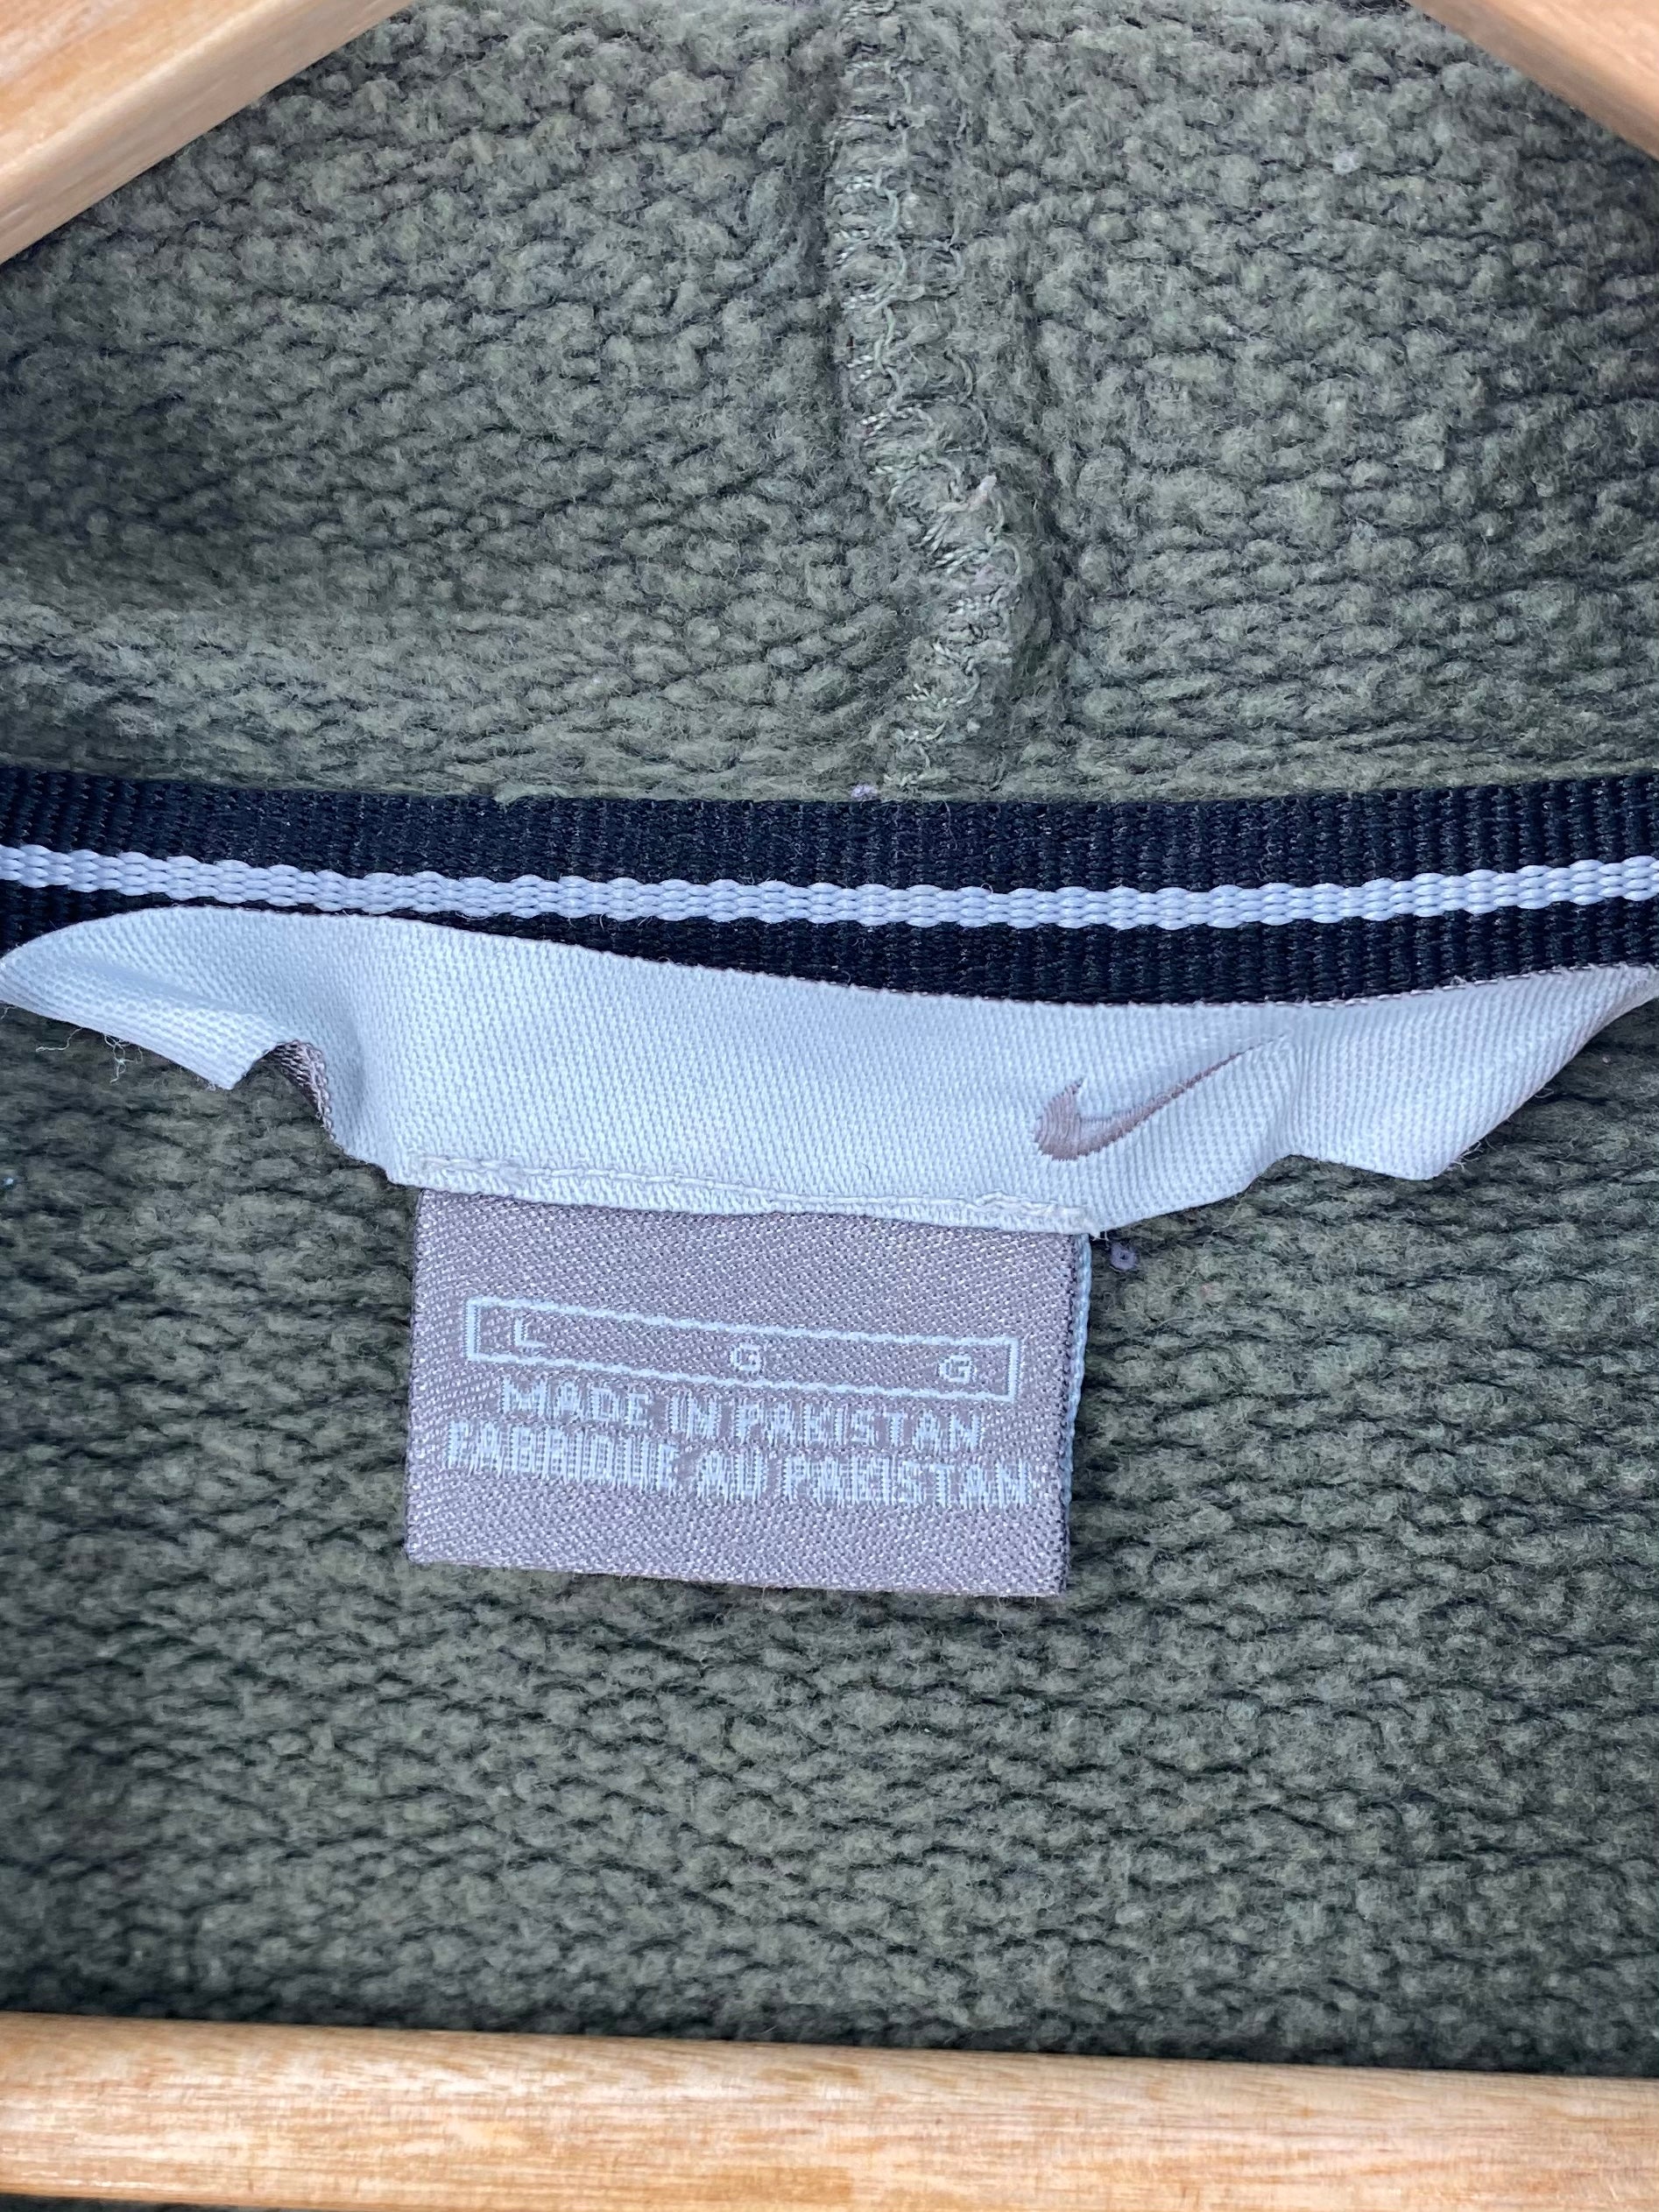 L G G
MADE IN PAKISTAN
FABRIQUE AU PAKISTAN